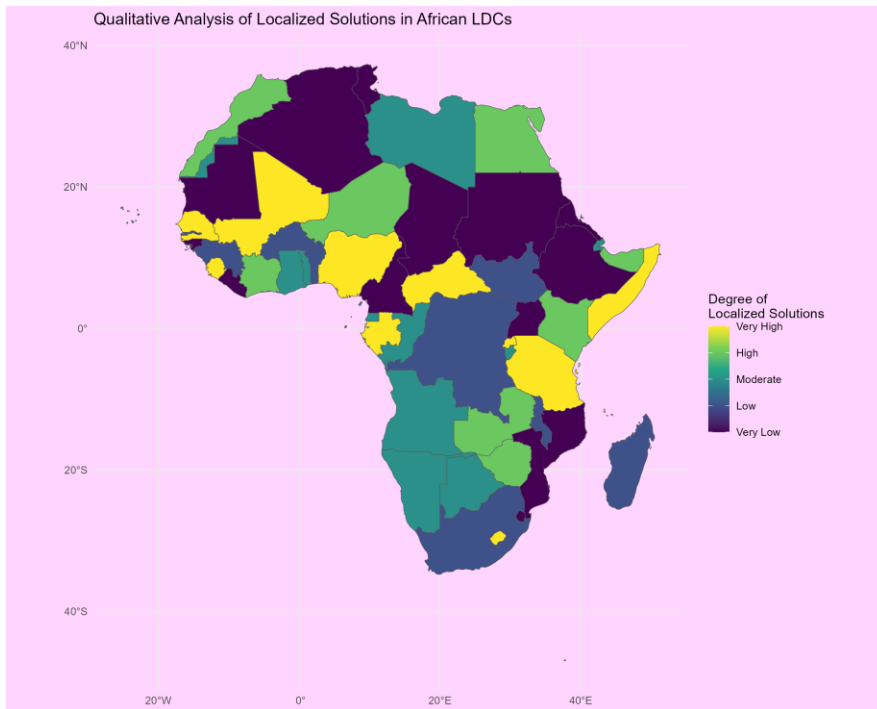 Qualitative Analysis of Localized Solutions in African LDCs
40°N
20°N
0°
20°S
40°S
20°W
0°
20°E
40°E
Degree of
Localized Solutions
Very High
High
Moderate
Low
Very Low